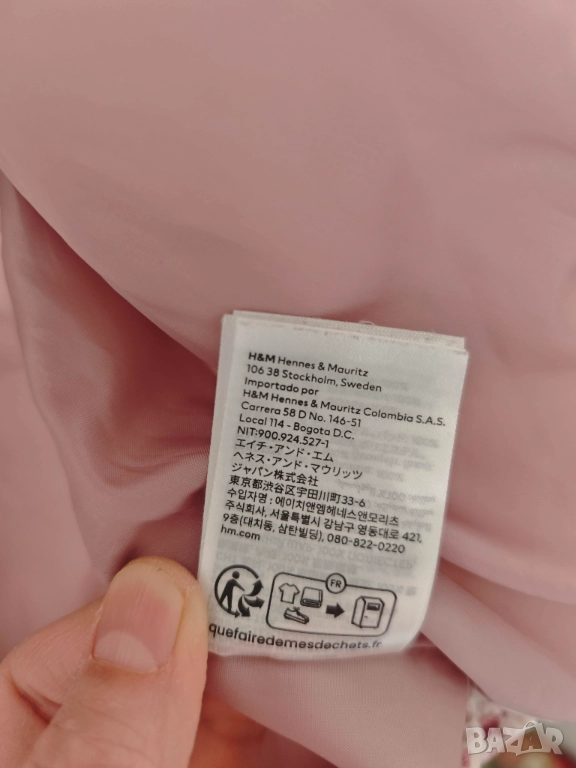 H&M Hennes & Mauritz
106 38 Stockholm, Sweden
Importado por
H&M Hennes & Mauritz Colombia S.A.S.
Carrera 58 D No. 146-51
Local 114 - Bogota D.C.
NIT:900.924.527-1
エイチ・アンド・エム
ヘネス・アンド・マウリッツ
ジャパン株式会社
東京都渋谷区宇田川町33-6
수입자명 : 에이치앤엠헤네스앤모리츠
주식회사, 서울특별시 강남구 영동대로 421,
9층(대치동, 삼탄빌딩), 080-822-0220
hm.com
FR
quefairedemesdechets.fr
BAZAR